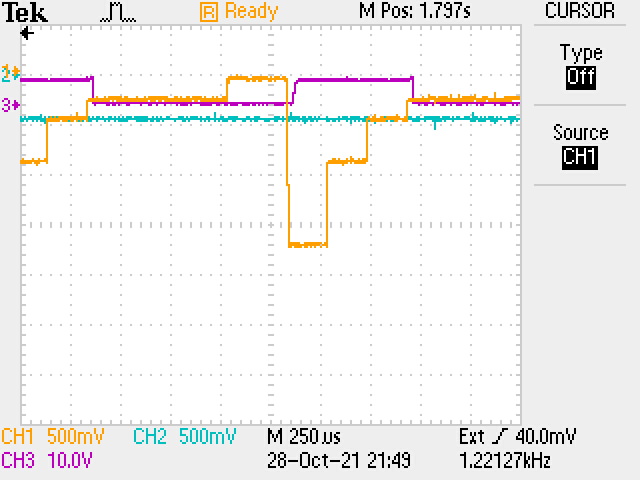 Tek Ready M Pos: 1.797s CURSOR
Type
Off
Source
CH1
1
2
3
CH1 500mV CH2 500mV M 250µs Ext 40.0mV
CH3 10.0V 28-Oct-21 21:49 1.22127kHz